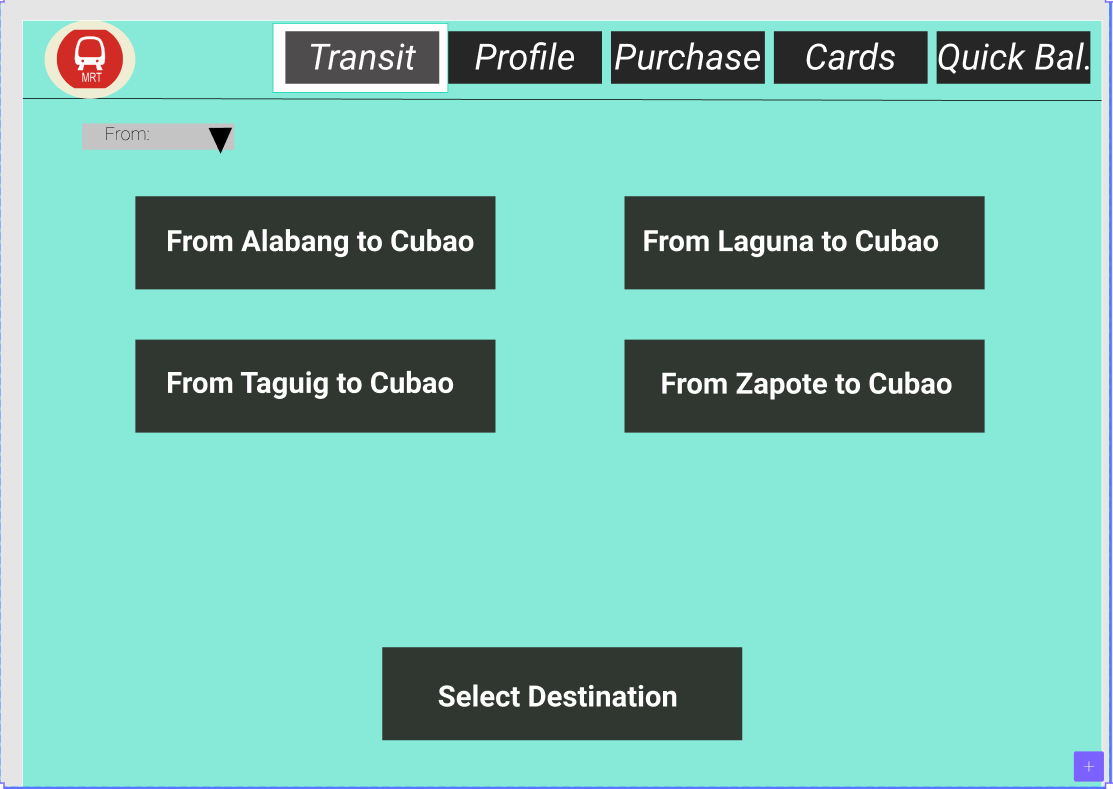 MRT
Transit Profile Purchase Cards Quick Bal.
From:
From Alabang to Cubao
From Laguna to Cubao
From Taguig to Cubao
From Zapote to Cubao
Select Destination
+